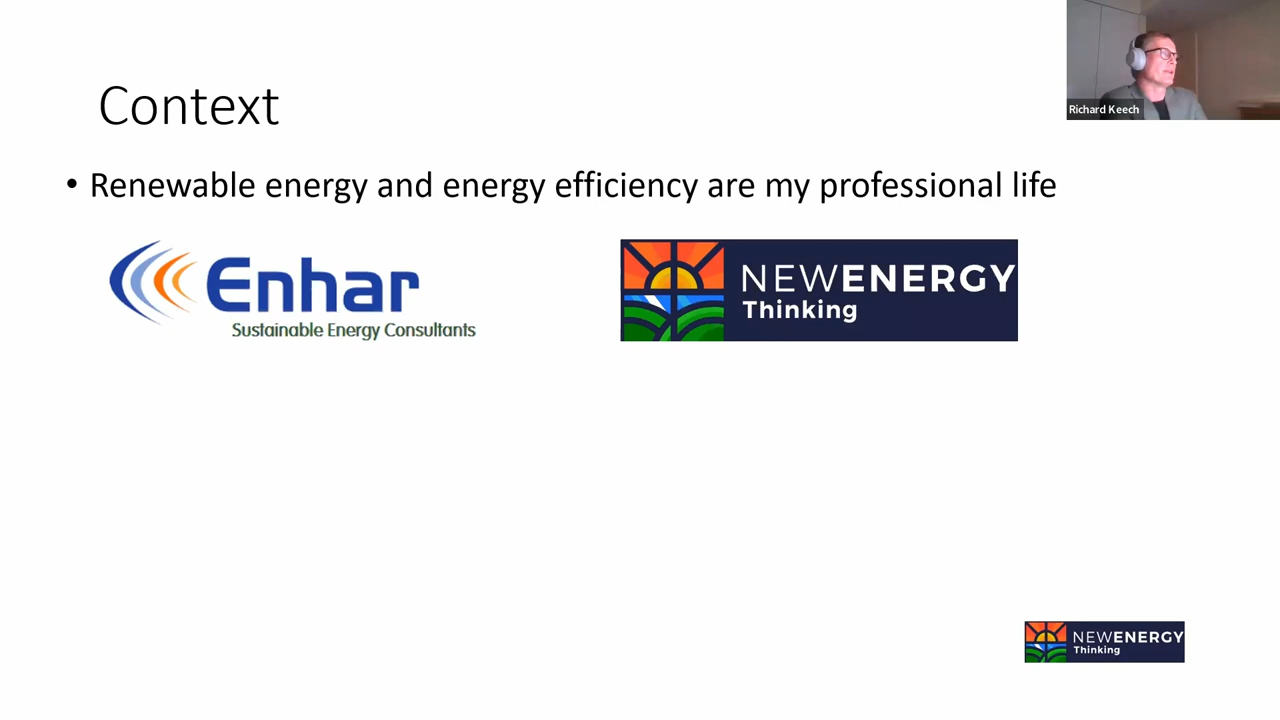 Context
Richard Keech
• Renewable energy and energy efficiency are my professional life
Enhar
Sustainable Energy Consultants
NEWENERGY
Thinking
NEWENERGY
Thinking